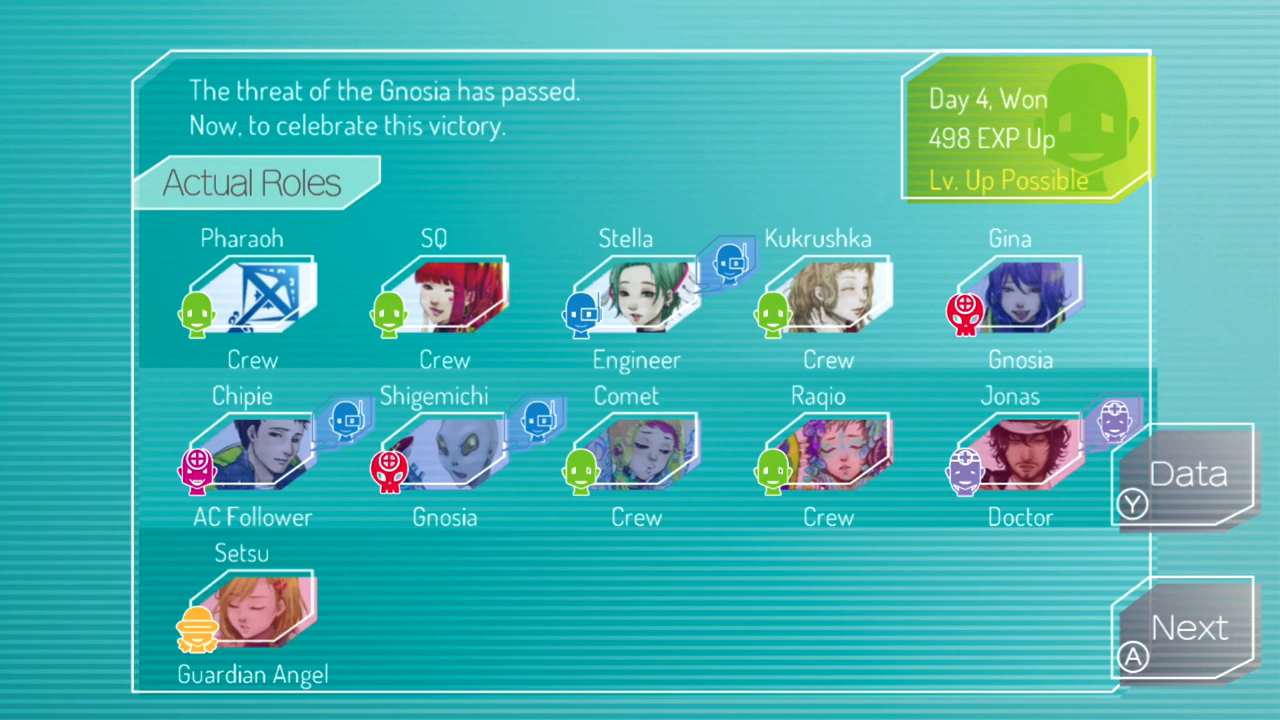 The threat of the Gnosia has passed.
Now, to celebrate this victory.
Day 4, Won
498 EXP Up
Lv. Up Possible
Actual Roles
Pharaoh
SQ
Stella
Kukrushka
Gina
Crew
Crew
Engineer
Crew
Gnosia
Chipie
Shigemichi
Comet
Raqio
Jonas
AC Follower
Gnosia
Crew
Crew
Doctor
Data
Y
Setsu
Guardian Angel
Next
A